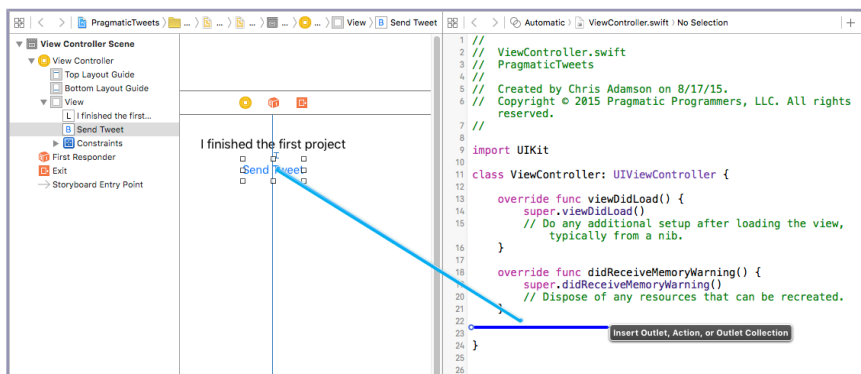 PragmaticTweets ... ... ... View Send Tweet
Automatic ViewController.swift No Selection
View Controller Scene
View Controller
Top Layout Guide
Bottom Layout Guide
View
L I finished the first...
B Send Tweet
Constraints
First Responder
Exit
Storyboard Entry Point
I finished the first project
Send Tweet
1 //
2 // ViewController.swift
3 // PragmaticTweets
4 //
5 // Created by Chris Adamson on 8/17/15.
6 // Copyright © 2015 Pragmatic Programmers, LLC. All rights
reserved.
7 //
8
9 import UIKit
10
11 class ViewController: UIViewController {
12
13 override func viewDidLoad() {
14 super.viewDidLoad()
15 // Do any additional setup after loading the view,
typically from a nib.
16 }
17
18 override func didReceiveMemoryWarning() {
19 super.didReceiveMemoryWarning()
20 // Dispose of any resources that can be recreated.
21 }
22
23
Insert Outlet, Action, or Outlet Collection
24 }
25
26